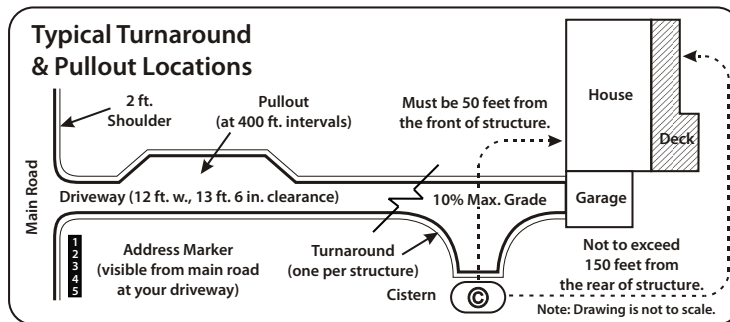 Typical Turnaround
& Pullout Locations
2 ft.
Shoulder
Pullout
(at 400 ft. intervals)
Must be 50 feet from
the front of structure.
House
Deck
Main Road
Driveway (12 ft. w., 13 ft. 6 in. clearance)
10% Max. Grade
Garage
1
2
3
4
5
Address Marker
(visible from main road
at your driveway)
Turnaround
(one per structure)
Cistern
C
Not to exceed
150 feet from
the rear of structure.
Note: Drawing is not to scale.